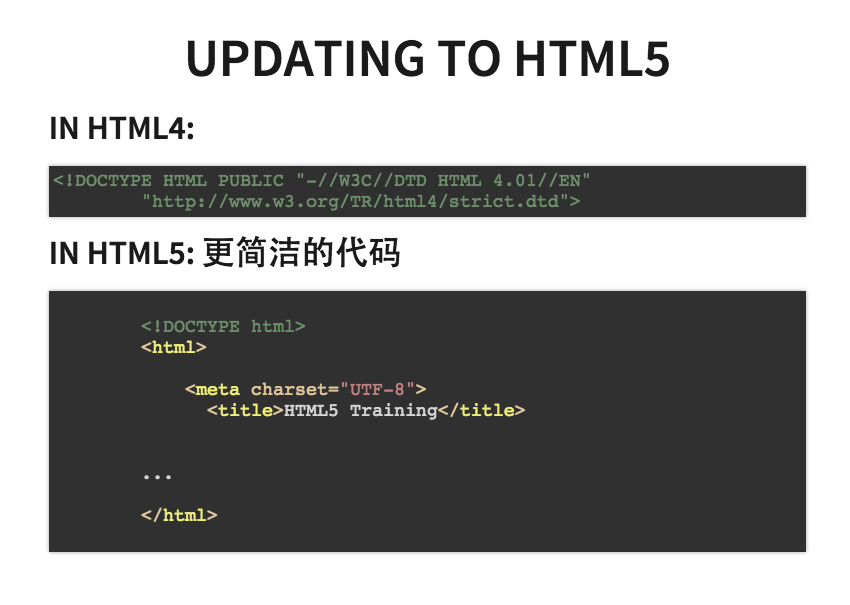 UPDATING TO HTML5
IN HTML4:
<!DOCTYPE HTML PUBLIC "-//W3C//DTD HTML 4.01//EN"
"http://www.w3.org/TR/html4/strict.dtd">
IN HTML5: 更简洁的代码
<!DOCTYPE html>
<html>
<meta charset="UTF-8">
<title>HTML5 Training</title>
...
</html>